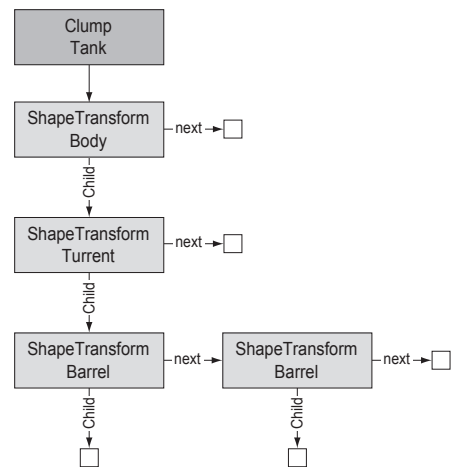 Clump
Tank
ShapeTransform
Body
next
Child
ShapeTransform
Turrent
next
Child
ShapeTransform
Barrel
next
ShapeTransform
Barrel
next
Child
Child